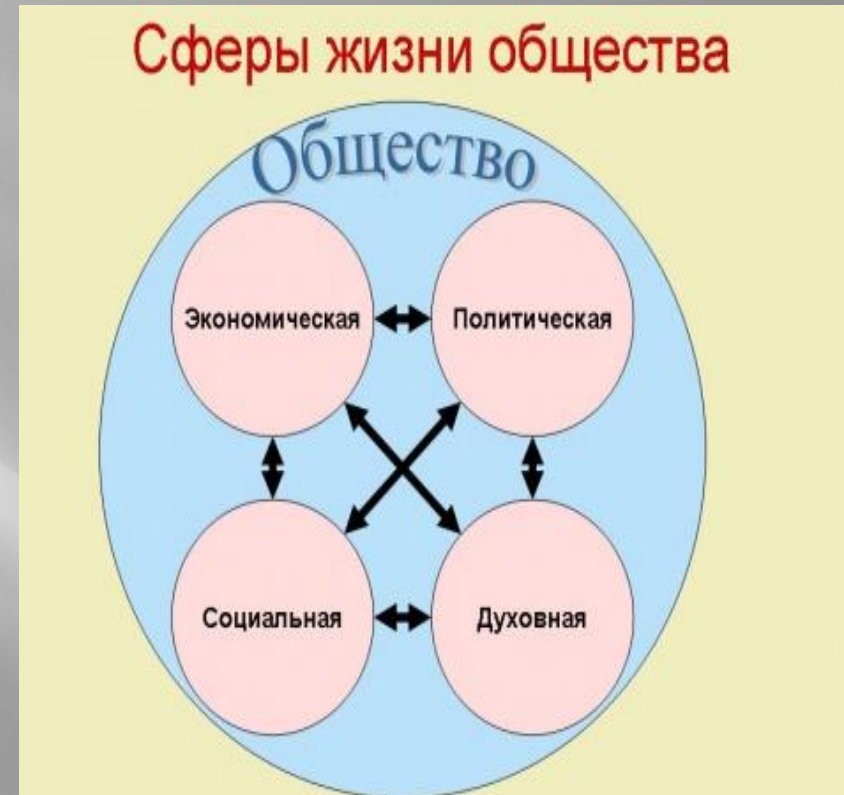 Сферы жизни общества
Общество
Экономическая
Политическая
Социальная
Духовная